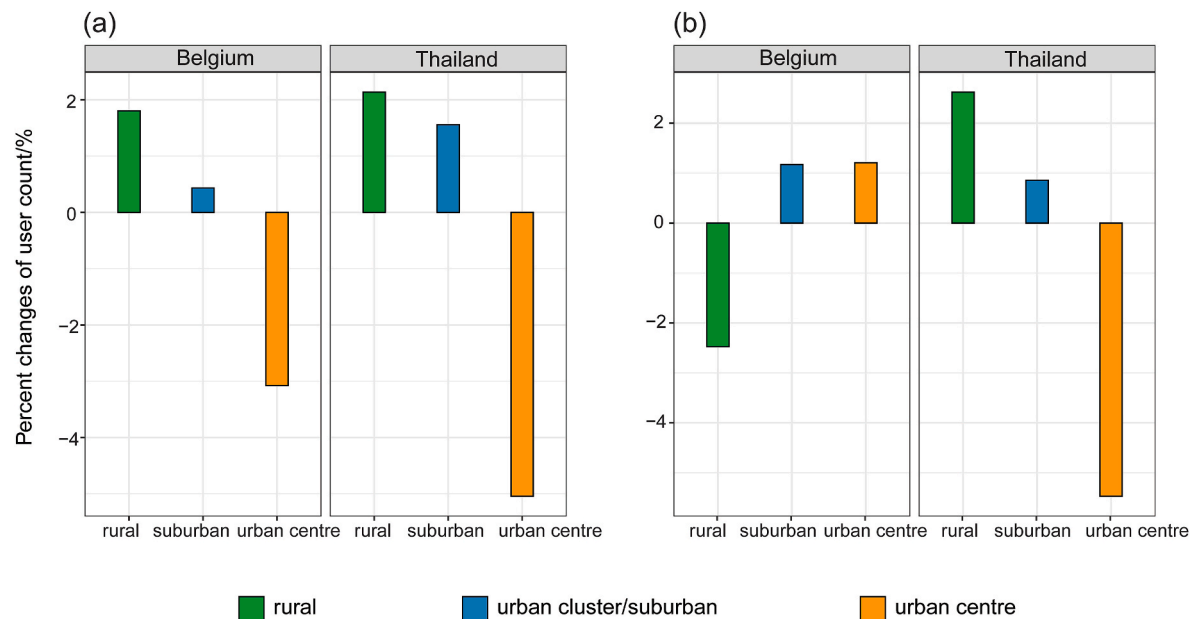 (a)
(b)
Belgium
Thailand
Belgium
Thailand
Percent changes of user count/%
2
0
−2
−4
2
0
−2
−4
rural suburban urban centre
rural suburban urban centre
rural suburban urban centre
rural suburban urban centre
rural
urban cluster/suburban
urban centre